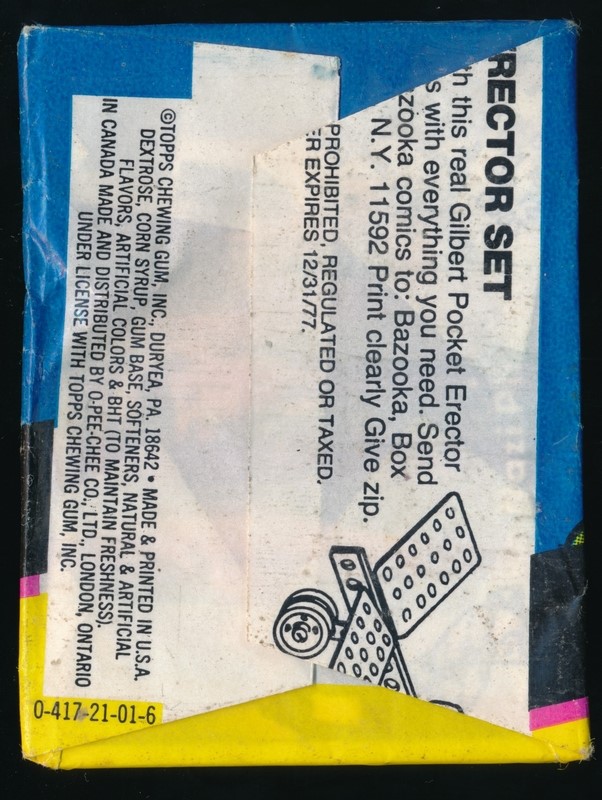 RECTOR SET
h this real Gilbert Pocket Erector
s with everything you need. Send
zooka comics to: Bazooka, Box
N.Y. 11592 Print clearly Give zip.
PROHIBITED, REGULATED OR TAXED.
ER EXPIRES 12/31/77.
©TOPPS CHEWING GUM, INC., DURYEA, PA. 18642 • MADE & PRINTED IN U.S.A.
DEXTROSE, CORN SYRUP, GUM BASE, SOFTENERS, NATURAL & ARTIFICIAL
FLAVORS, ARTIFICIAL COLORS & BHT (TO MAINTAIN FRESHNESS).
IN CANADA MADE AND DISTRIBUTED BY O-PEE-CHEE CO., LTD., LONDON, ONTARIO
UNDER LICENSE WITH TOPPS CHEWING GUM, INC.
0-417-21-01-6